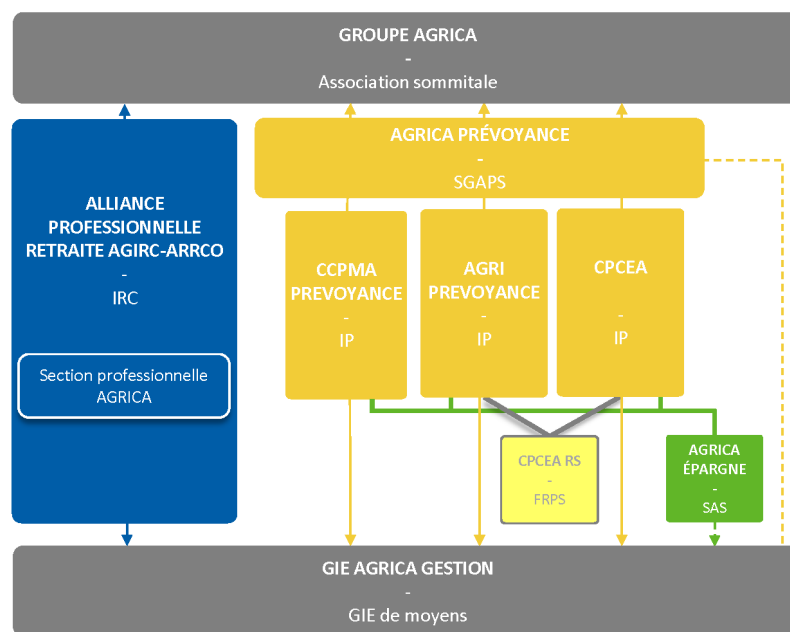 GROUPE AGRICA
-
Association sommitale
ALLIANCE
PROFESSIONNELLE
RETRAITE AGIRC-ARRCO
-
IRC
Section professionnelle
AGRICA
AGRICA PRÉVOYANCE
-
SGAPS
CCPMA
PREVOYANCE
-
IP
AGRI
PREVOYANCE
-
IP
CPCEA
-
IP
CPCEA RS
-
FRPS
AGRICA
ÉPARGNE
-
SAS
GIE AGRICA GESTION
-
GIE de moyens